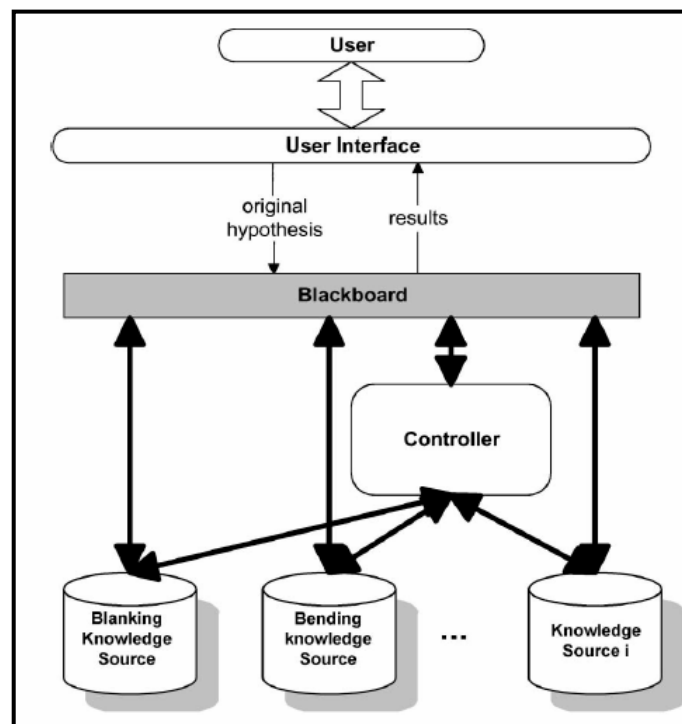 User
User Interface
original
hypothesis
results
Blackboard
Controller
Blanking
Knowledge
Source
Bending
knowledge
Source
...
Knowledge
Source i